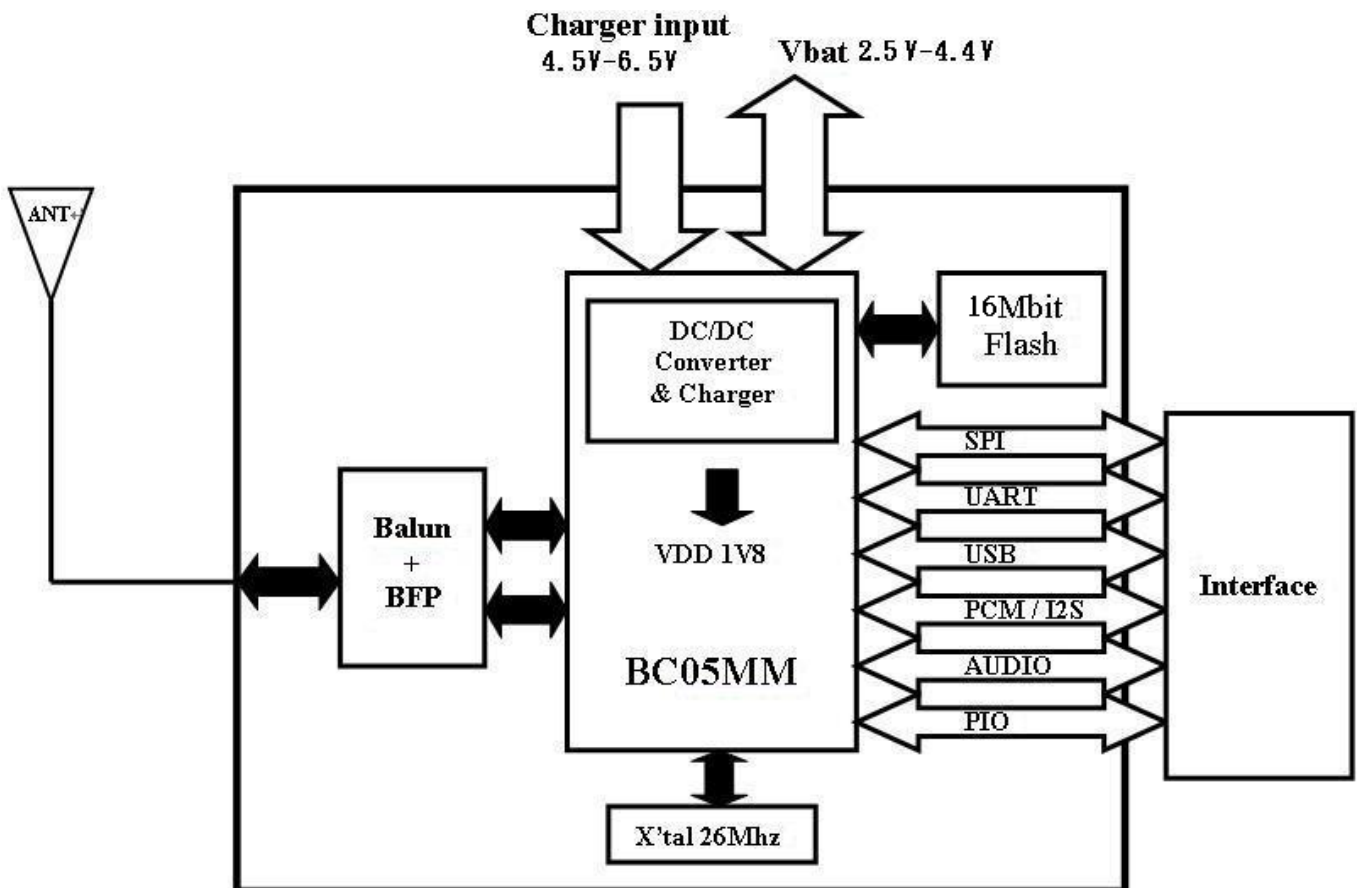 Charger input
4.5V-6.5V
Vbat 2.5V-4.4V
ANT↵
DC/DC
Converter
& Charger
16Mbit
Flash
SPI
UART
USB
PCM / I2S
AUDIO
PIO
Interface
Balun
+
BFP
VDD 1V8
BC05MM
X'tal 26Mhz